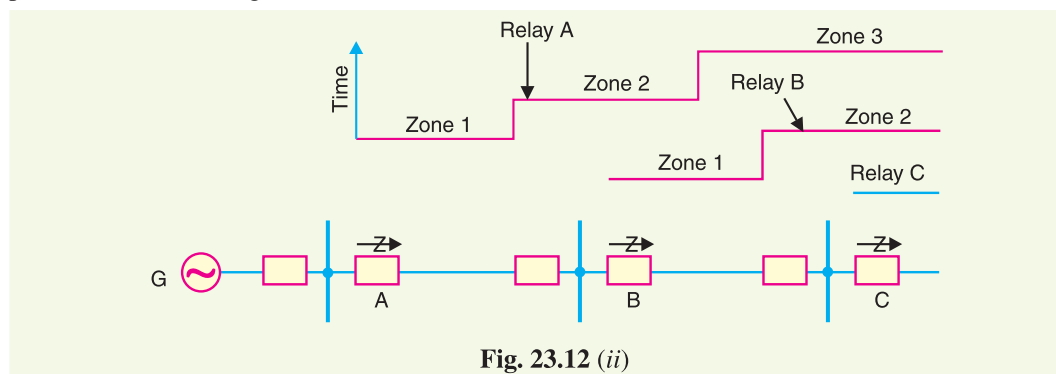 Relay A
Zone 3
Time
Zone 2
Relay B
Zone 1
Zone 2
Zone 1
Relay C
Z
Z
Z
G
A
B
C
Fig. 23.12 (ii)